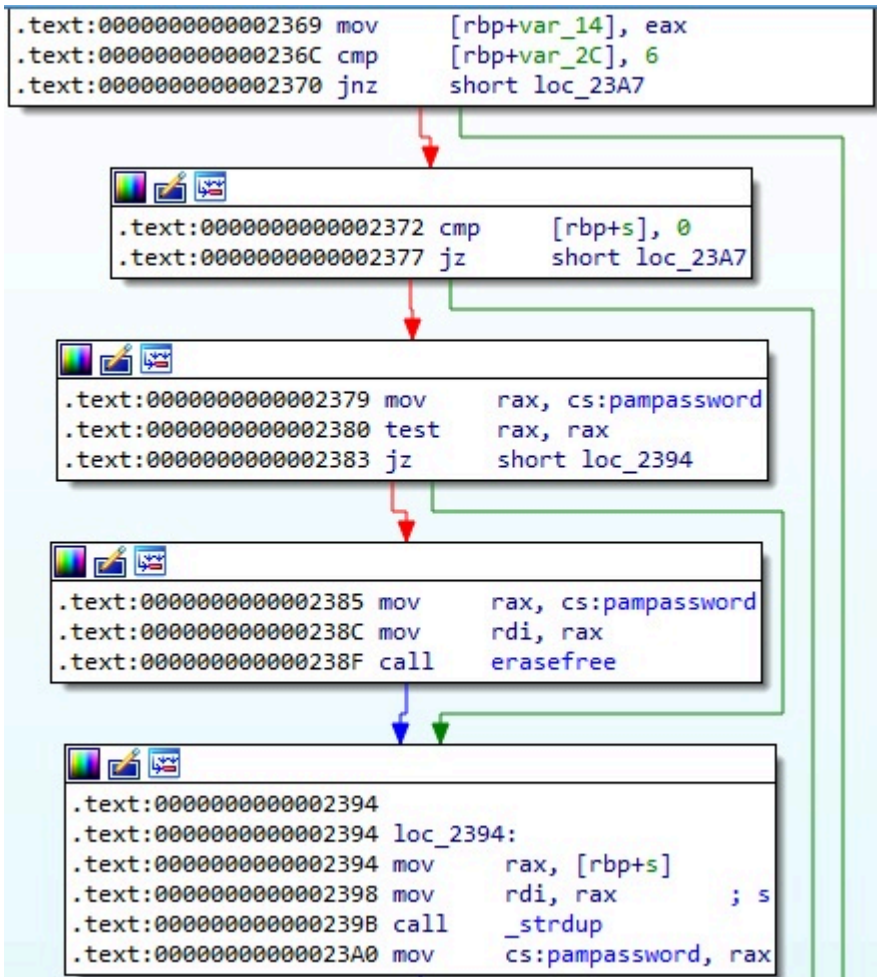 .text:0000000000002369 mov [rbp+var_14], eax
.text:000000000000236C cmp [rbp+var_2C], 6
.text:0000000000002370 jnz short loc_23A7
.text:0000000000002372 cmp [rbp+s], 0
.text:0000000000002377 jz short loc_23A7
.text:0000000000002379 mov rax, cs:pampassword
.text:0000000000002380 test rax, rax
.text:0000000000002383 jz short loc_2394
.text:0000000000002385 mov rax, cs:pampassword
.text:000000000000238C mov rdi, rax
.text:000000000000238F call erasefree
.text:0000000000002394
.text:0000000000002394 loc_2394:
.text:0000000000002394 mov rax, [rbp+s]
.text:0000000000002398 mov rdi, rax ; s
.text:000000000000239B call _strdup
.text:00000000000023A0 mov cs:pampassword, rax